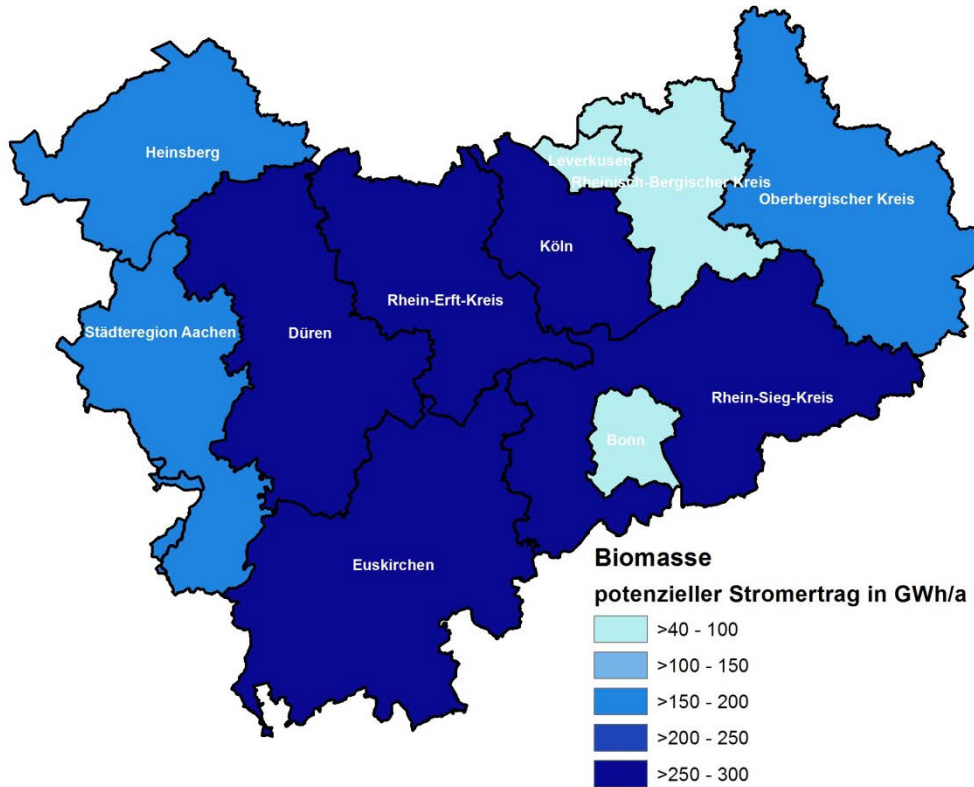 Heinsberg
Leverkusen
Rheinisch-Bergischer Kreis
Oberbergischer Kreis
Köln
Rhein-Erft-Kreis
Städteregion Aachen
Düren
Rhein-Sieg-Kreis
Bonn
Euskirchen
Biomasse
potenzieller Stromertrag in GWh/a
>40 - 100
>100 - 150
>150 - 200
>200 - 250
>250 - 300